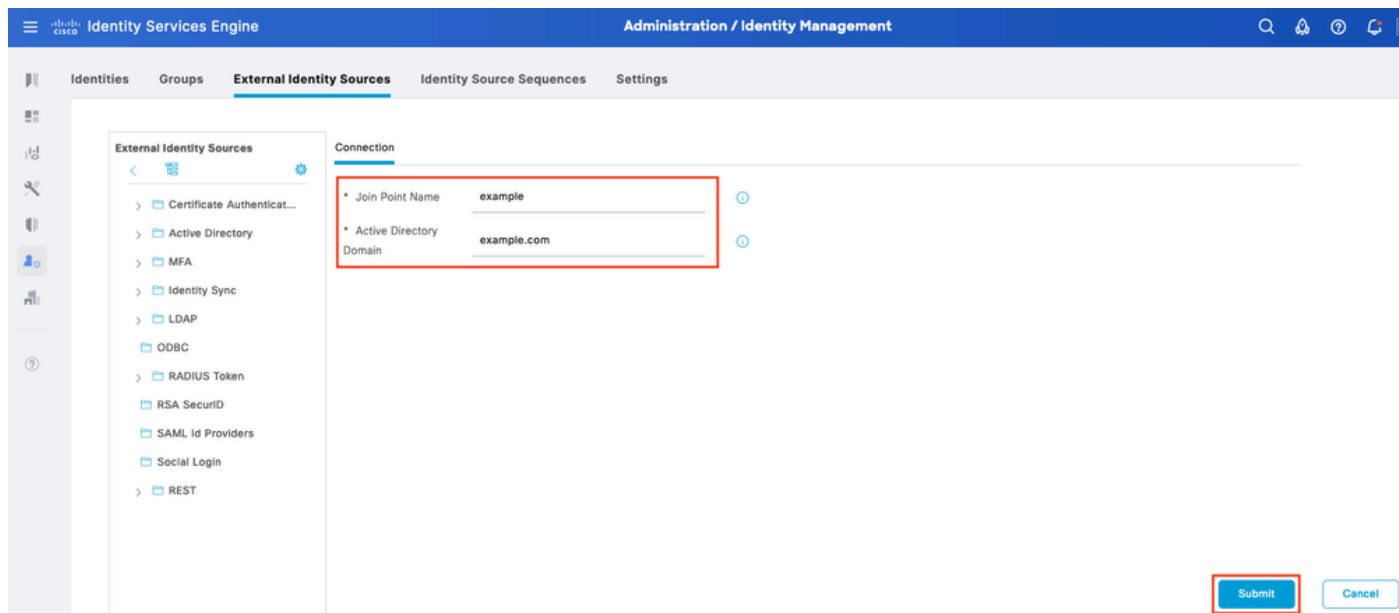 cisco Identity Services Engine
Administration / Identity Management
Identities Groups External Identity Sources Identity Source Sequences Settings
External Identity Sources
Certificate Authenticat...
Active Directory
MFA
Identity Sync
LDAP
ODBC
RADIUS Token
RSA SecurID
SAML Id Providers
Social Login
REST
Connection
* Join Point Name example
* Active Directory
Domain
example.com
Submit Cancel